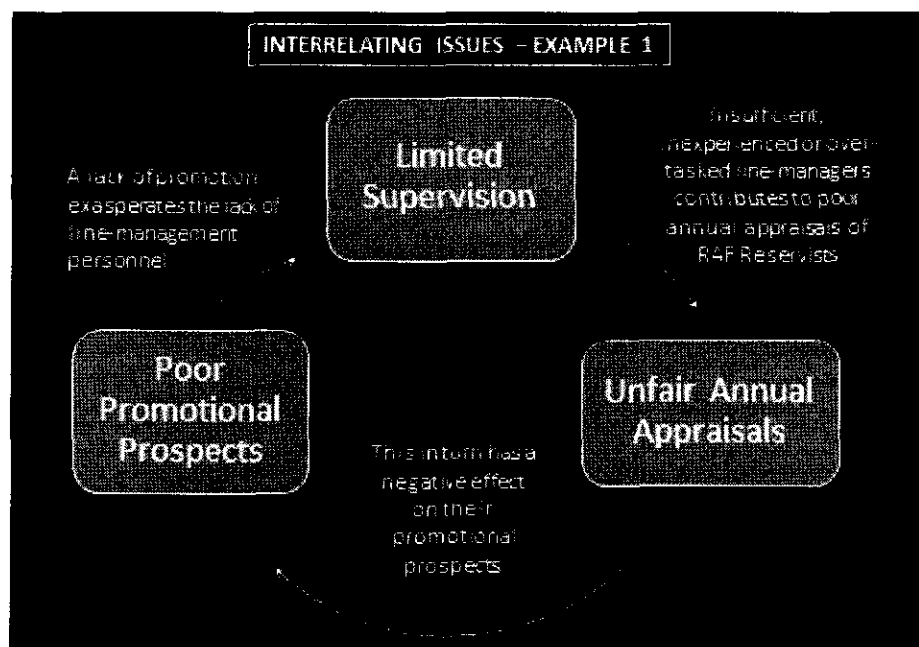 INTERRELATING ISSUES – EXAMPLE 1
Limited
Supervision
Insufficient,
inexperienced or over-
tasked line-managers
contributes to poor
annual appraisals of
RAF Reservists
Unfair Annual
Appraisals
This in turn has a
negative effect
on their
promotional
prospects
Poor
Promotional
Prospects
A lack of promotion
exasperates the lack of
line-management
personnel